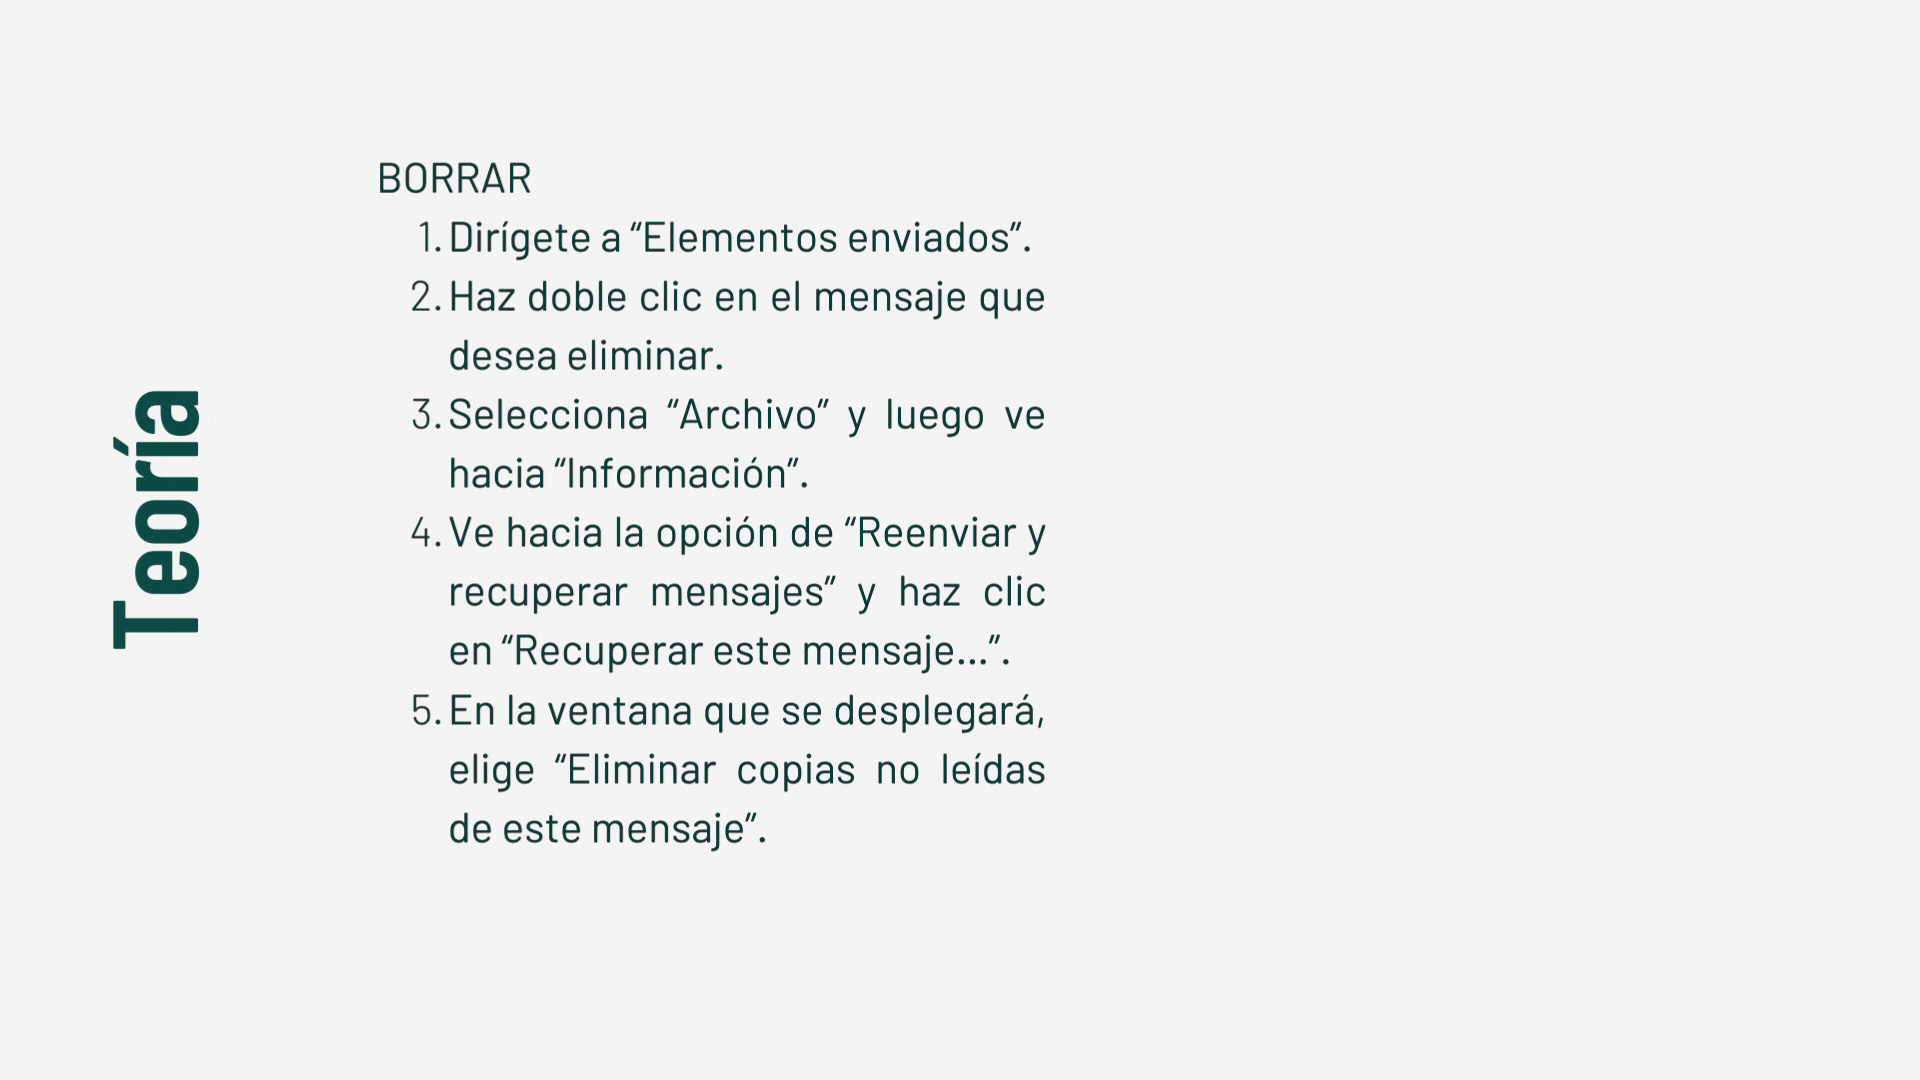 Teoría
BORRAR
1. Dirígete a “Elementos enviados”.
2. Haz doble clic en el mensaje que
desea eliminar.
3. Selecciona “Archivo” y luego ve
hacia “Información”.
4. Ve hacia la opción de “Reenviar y
recuperar mensajes” y haz clic
en “Recuperar este mensaje...”.
5. En la ventana que se desplegará,
elige “Eliminar copias no leídas
de este mensaje”.